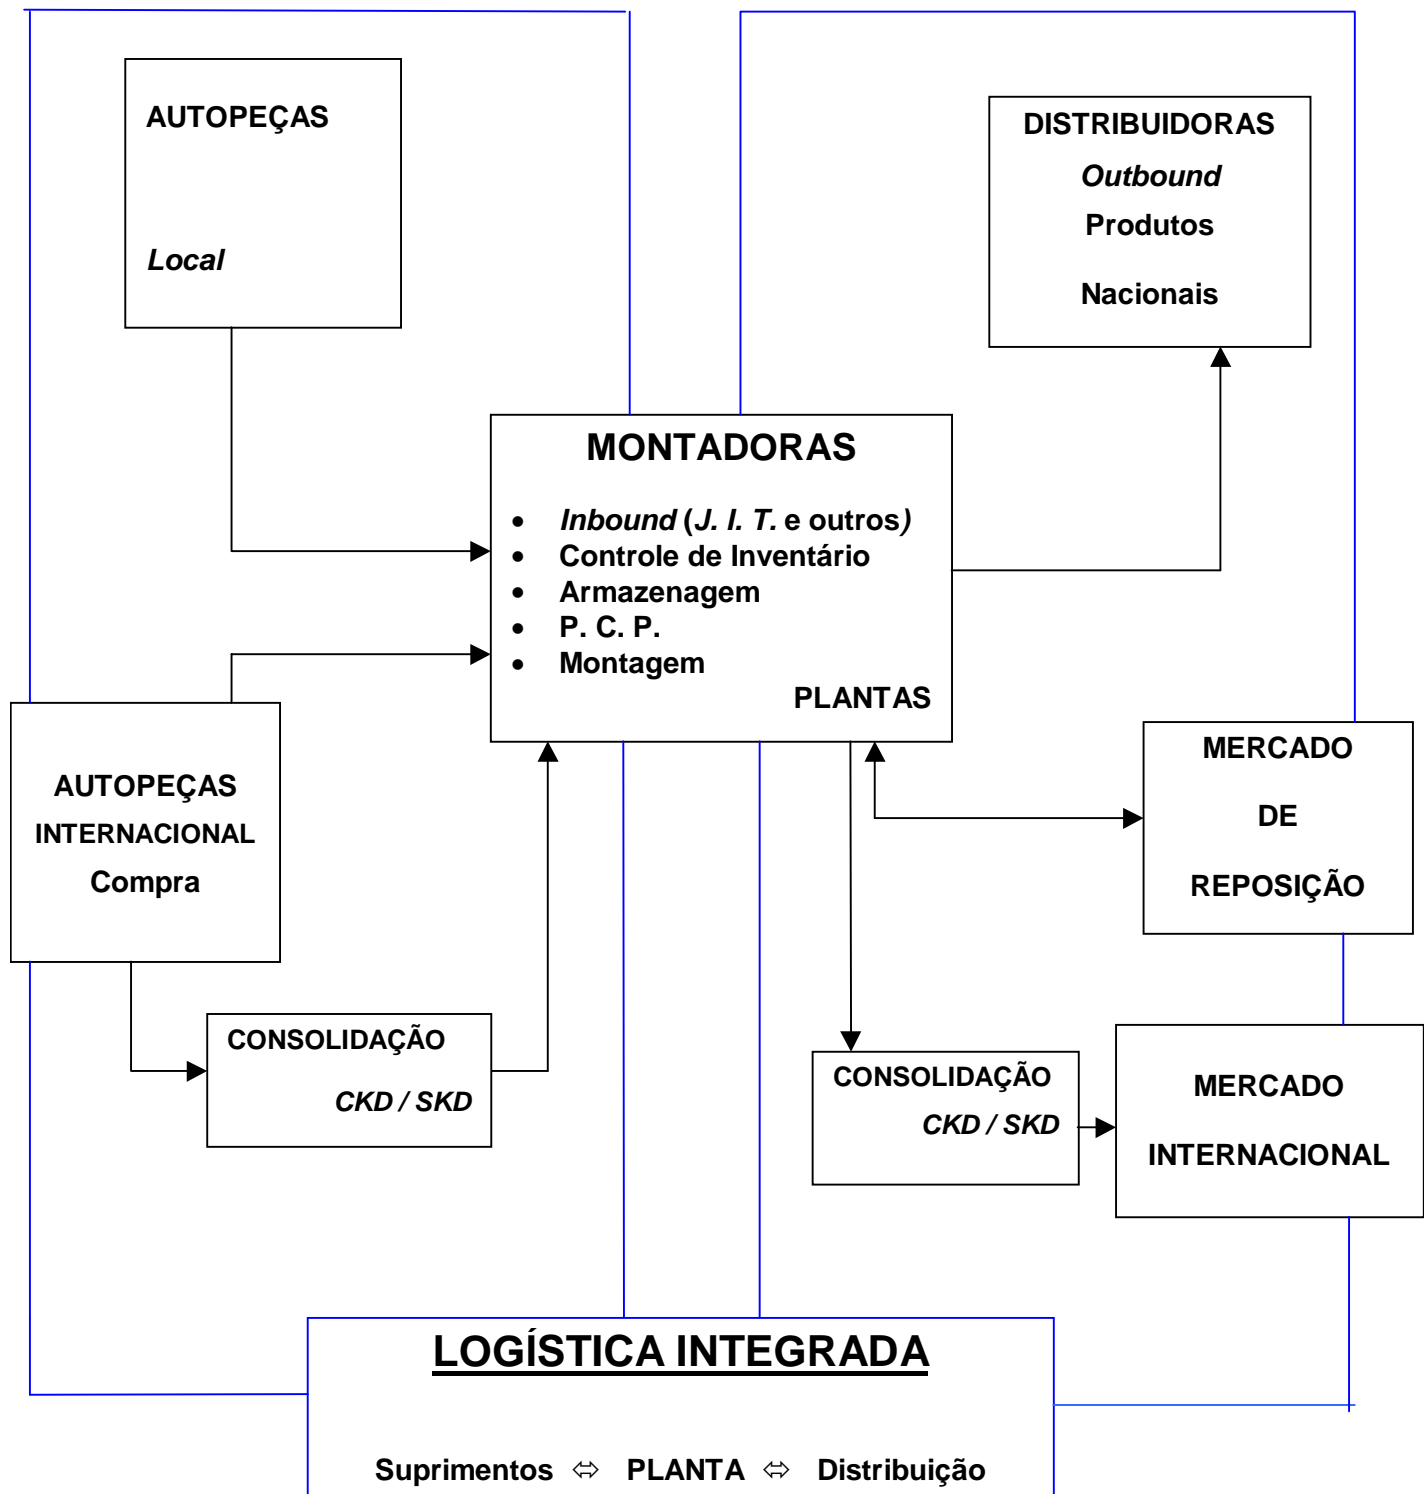 AUTOPEÇAS
Local
DISTRIBUIDORAS
Outbound
Produtos
Nacionais
MONTADORAS
• Inbound (J. I. T. e outros)
• Controle de Inventário
• Armazenagem
• P. C. P.
• Montagem
PLANTAS
AUTOPEÇAS
INTERNACIONAL
Compra
MERCADO
DE
REPOSIÇÃO
CONSOLIDAÇÃO
CKD / SKD
CONSOLIDAÇÃO
CKD / SKD
MERCADO
INTERNACIONAL
LOGÍSTICA INTEGRADA
Suprimentos ⬄ PLANTA ⬄ Distribuição